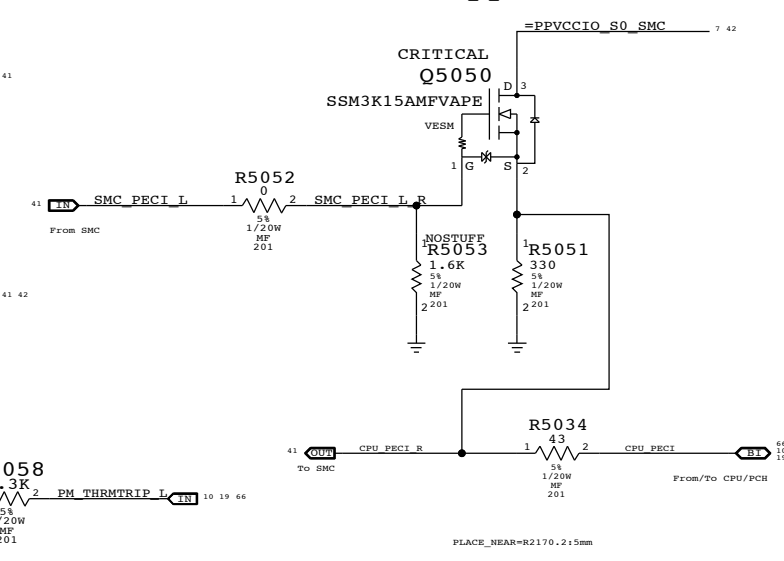 =PPVCCIO_S0_SMC
7 42
CRITICAL
Q5050
SSM3K15AMFVAPE
VESM
D 3
1 G S 2
41
R5052
0
41 IN SMC_PECI_L 1 2 SMC_PECI_L_R
From SMC
5%
1/20W
MF
201
NOSTUFF
1 R5053
1.6K
5%
1/20W
MF
2 201
1 R5051
330
5%
1/20W
MF
2 201
41 42
R5034
43
41 OUT CPU_PECI_R 1 2 CPU_PECI BI
To SMC
From/To CPU/PCH
5%
1/20W
MF
201
058
.3K
2 PM_THRMTRIP_L IN 10 19 66
5%
/20W
MF
201
PLACE_NEAR=R2170.2:5mm